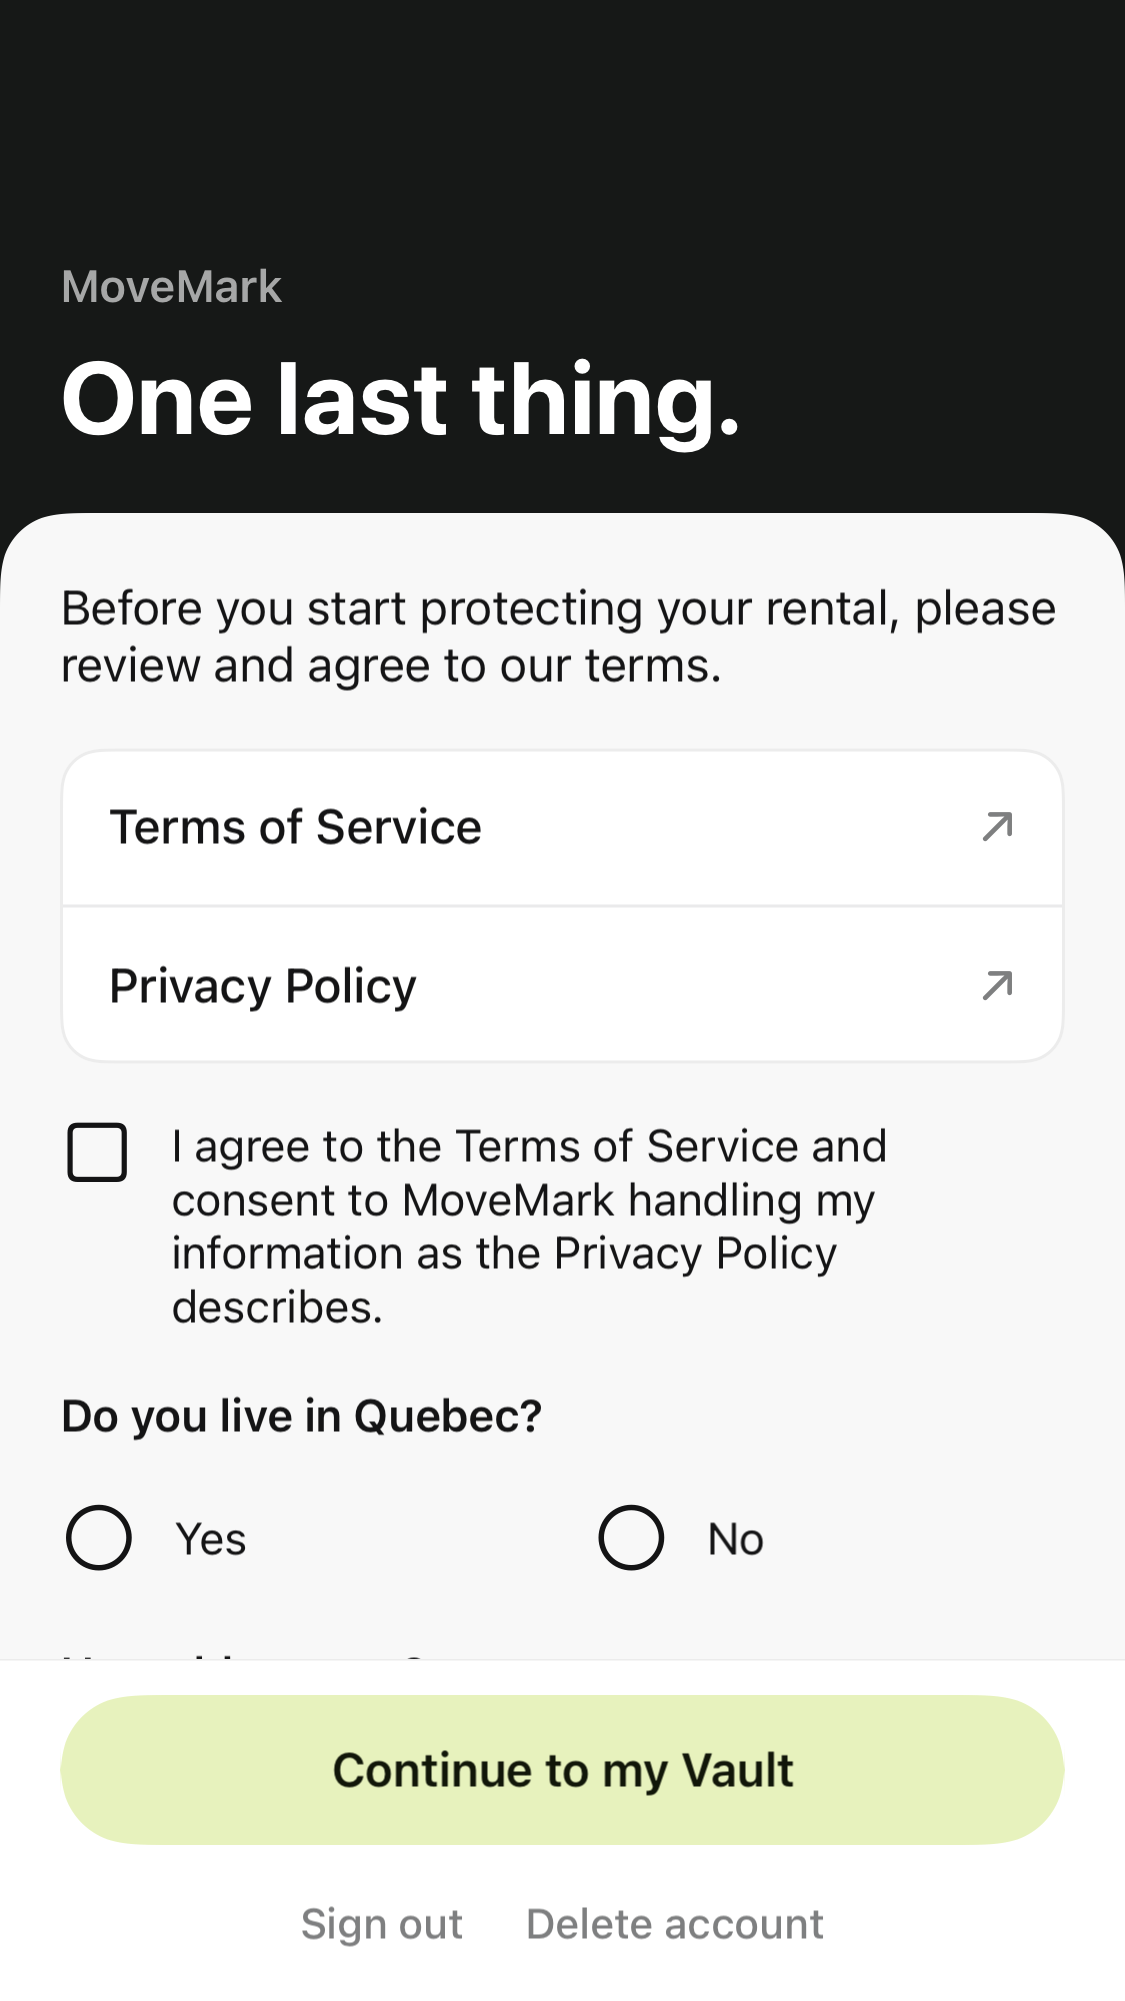 MoveMark
One last thing.
Before you start protecting your rental, please
review and agree to our terms.
Terms of Service
Privacy Policy
I agree to the Terms of Service and
consent to MoveMark handling my
information as the Privacy Policy
describes.
Do you live in Quebec?
Yes
No
Continue to my Vault
Sign out
Delete account